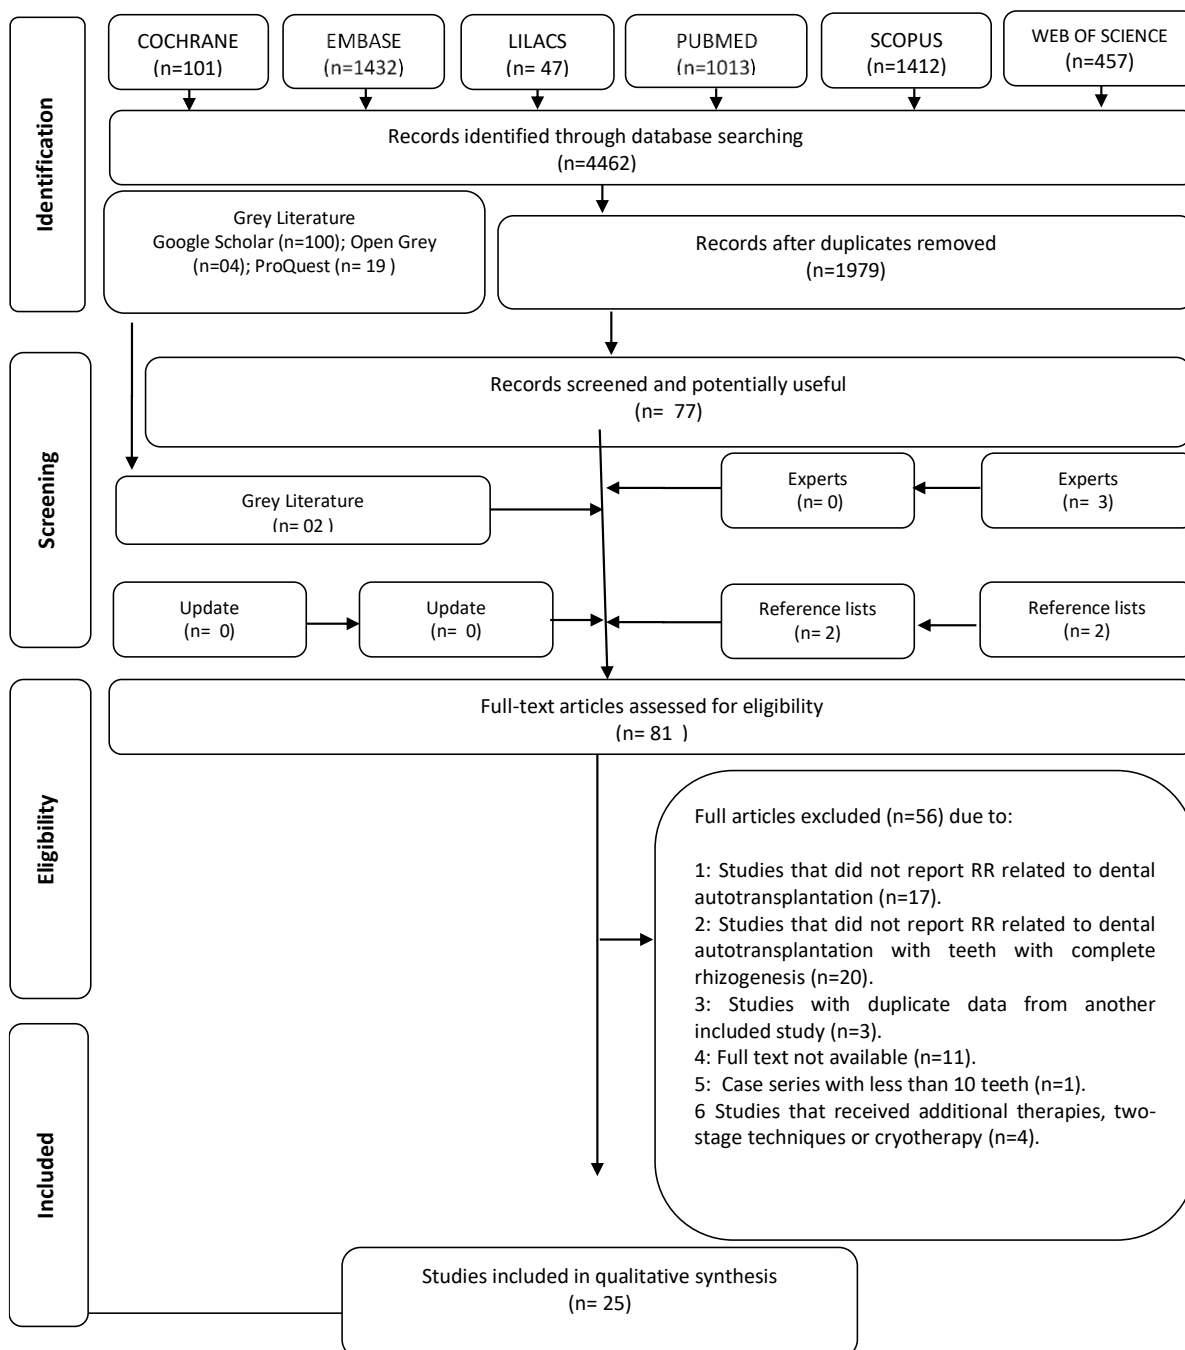 COCHRANE
(n=101)
EMBASE
(n=1432)
LILACS
(n= 47)
PUBMED
(n=1013)
SCOPUS
(n=1412)
WEB OF SCIENCE
(n=457)
Identification
Records identified through database searching
(n=4462)
Grey Literature
Google Scholar (n=100); Open Grey
(n=04); ProQuest (n= 19 )
Records after duplicates removed
(n=1979)
Screening
Records screened and potentially useful
(n= 77)
Grey Literature
(n= 02 )
Experts
(n= 0)
Experts
(n= 3)
Update
(n= 0)
Update
(n= 0)
Reference lists
(n= 2)
Reference lists
(n= 2)
Eligibility
Full-text articles assessed for eligibility
(n= 81 )
Full articles excluded (n=56) due to:
1: Studies that did not report RR related to dental
autotransplantation (n=17).
2: Studies that did not report RR related to dental
autotransplantation with teeth with complete
rhizogenesis (n=20).
3: Studies with duplicate data from another
included study (n=3).
4: Full text not available (n=11).
5: Case series with less than 10 teeth (n=1).
6 Studies that received additional therapies, two-
stage techniques or cryotherapy (n=4).
Included
Studies included in qualitative synthesis
(n= 25)